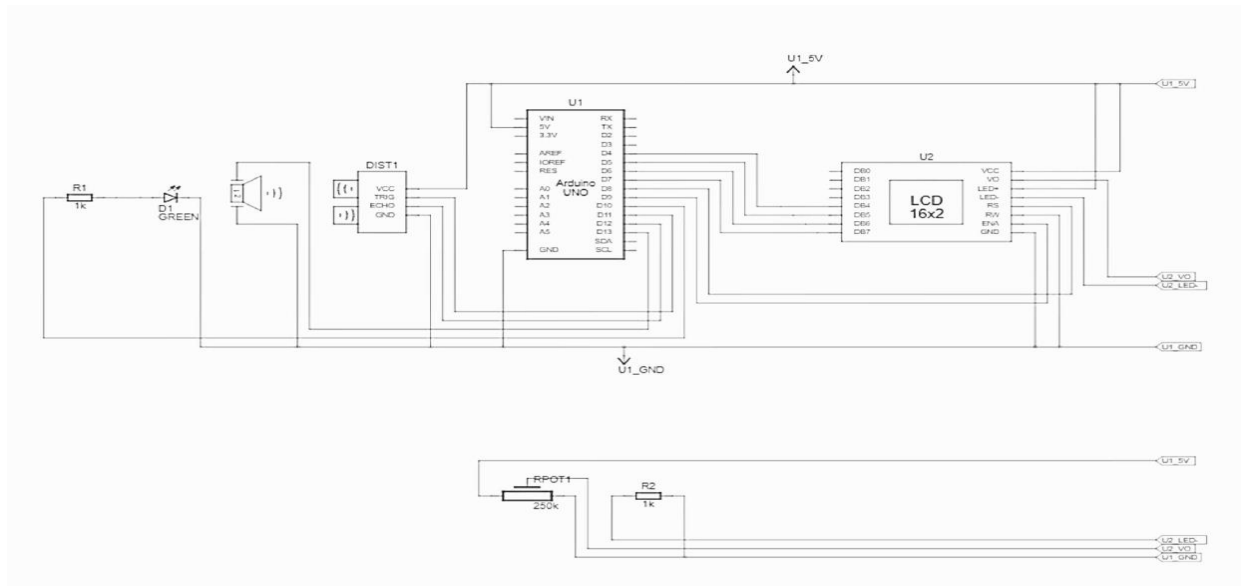 U1_5V
U1_5V
U1
VIN
5V
3.3V
AREF
IOREF
RES
A0
A1
A2
A3
A4
A5
GND
Arduino
UNO
RX
TX
D2
D3
D4
D5
D6
D7
D8
D9
D10
D11
D12
D13
SDA
SCL
R1
1k
D1
GREEN
DIST1
VCC
TRIG
ECHO
GND
U2
DB0
DB1
DB2
DB3
DB4
DB5
DB6
DB7
LCD
16x2
VCC
VO
LED+
LED-
RS
RW
ENA
GND
U2_VO
U2_LED-
U1_GND
U1_GND
U1_5V
RPOT1
250k
R2
1k
U2_LED-
U2_VO
U1_GND